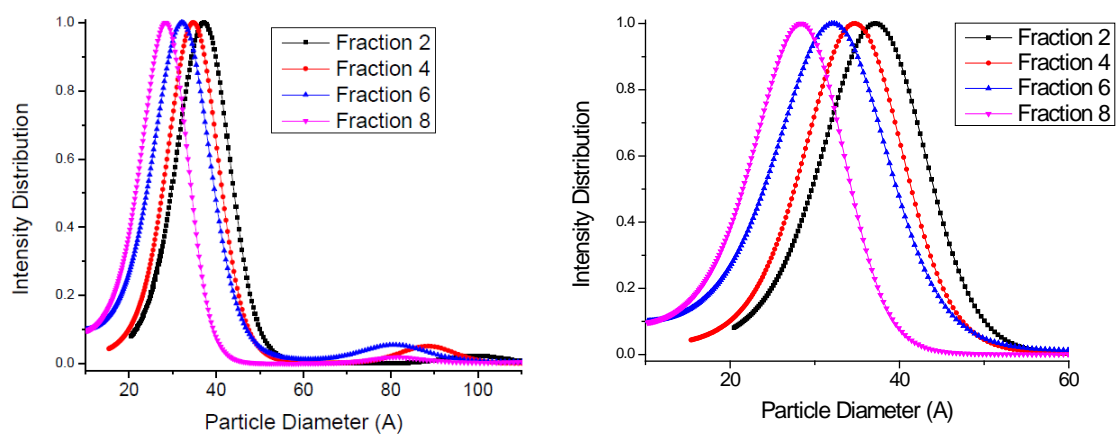 1.0
0.8
0.6
0.4
0.2
0.0
20 40 60 80 100
Intensity Distribution
Particle Diameter (A)
Fraction 2
Fraction 4
Fraction 6
Fraction 8
1.0
0.8
0.6
0.4
0.2
0.0
20 40 60
Intensity Distribution
Particle Diameter (A)
Fraction 2
Fraction 4
Fraction 6
Fraction 8